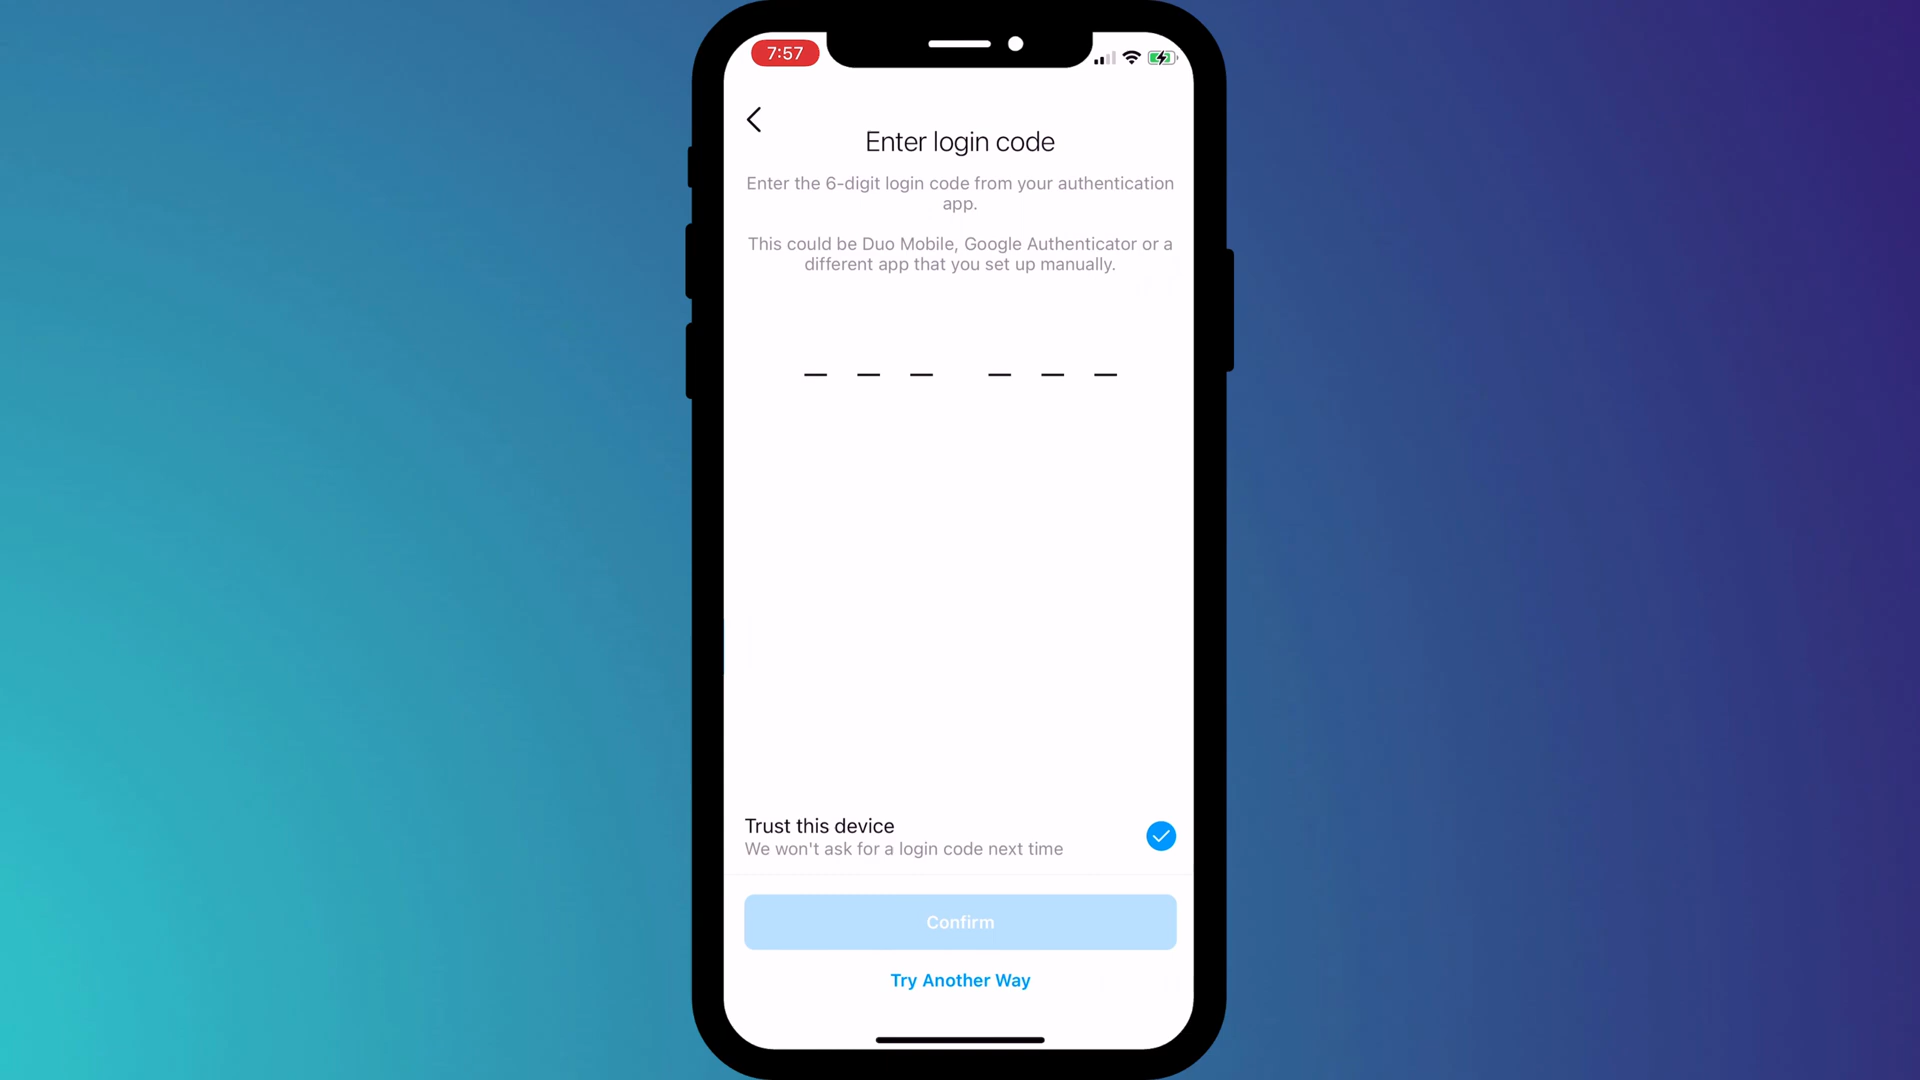 7:57
Enter login code
Enter the 6-digit login code from your authentication
app.
This could be Duo Mobile, Google Authenticator or a
different app that you set up manually.
Trust this device
We won't ask for a login code next time
Confirm
Try Another Way